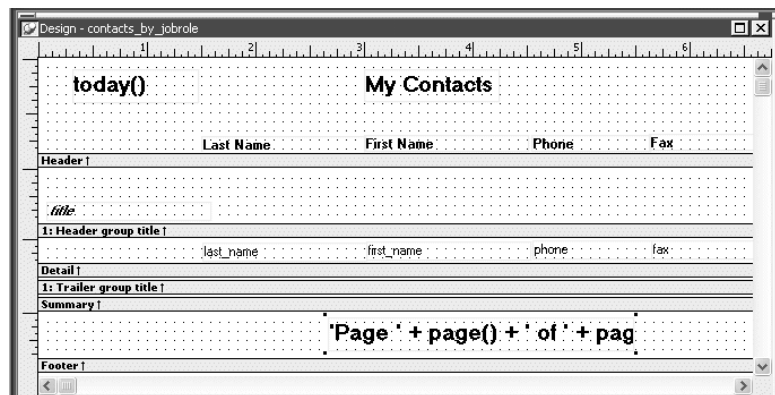 Design - contacts_by_jobrole
1 2 3 4 5 6
today() My Contacts
Last Name First Name Phone Fax
Header ↑
title
1: Header group title ↑
last_name first_name phone fax
Detail ↑
1: Trailer group title ↑
Summary ↑
'Page ' + page() + ' of ' + pag
Footer ↑